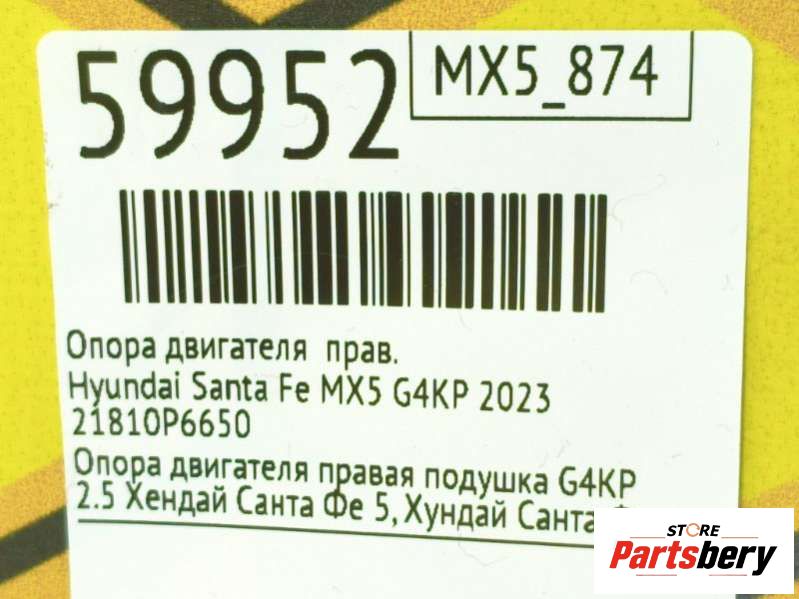 59952
MX5_874
Опора двигателя прав.
Hyundai Santa Fe MX5 G4KP 2023
21810P6650
Опора двигателя правая подушка G4KP
2.5 Хендай Санта Фе 5, Хундай Санта
STORE
Partsbery